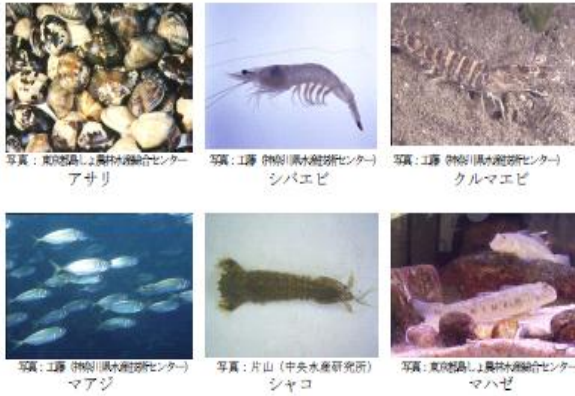 写真：東京都島しょ農林水産総合センター
アサリ
写真：工藤（神奈川県水産技術センター）
シバエビ
写真：工藤（神奈川県水産技術センター）
クルマエビ
写真：工藤（神奈川県水産技術センター）
マアジ
写真：片山（中央水産研究所）
シャコ
写真：東京都島しょ農林水産総合センター
マハゼ